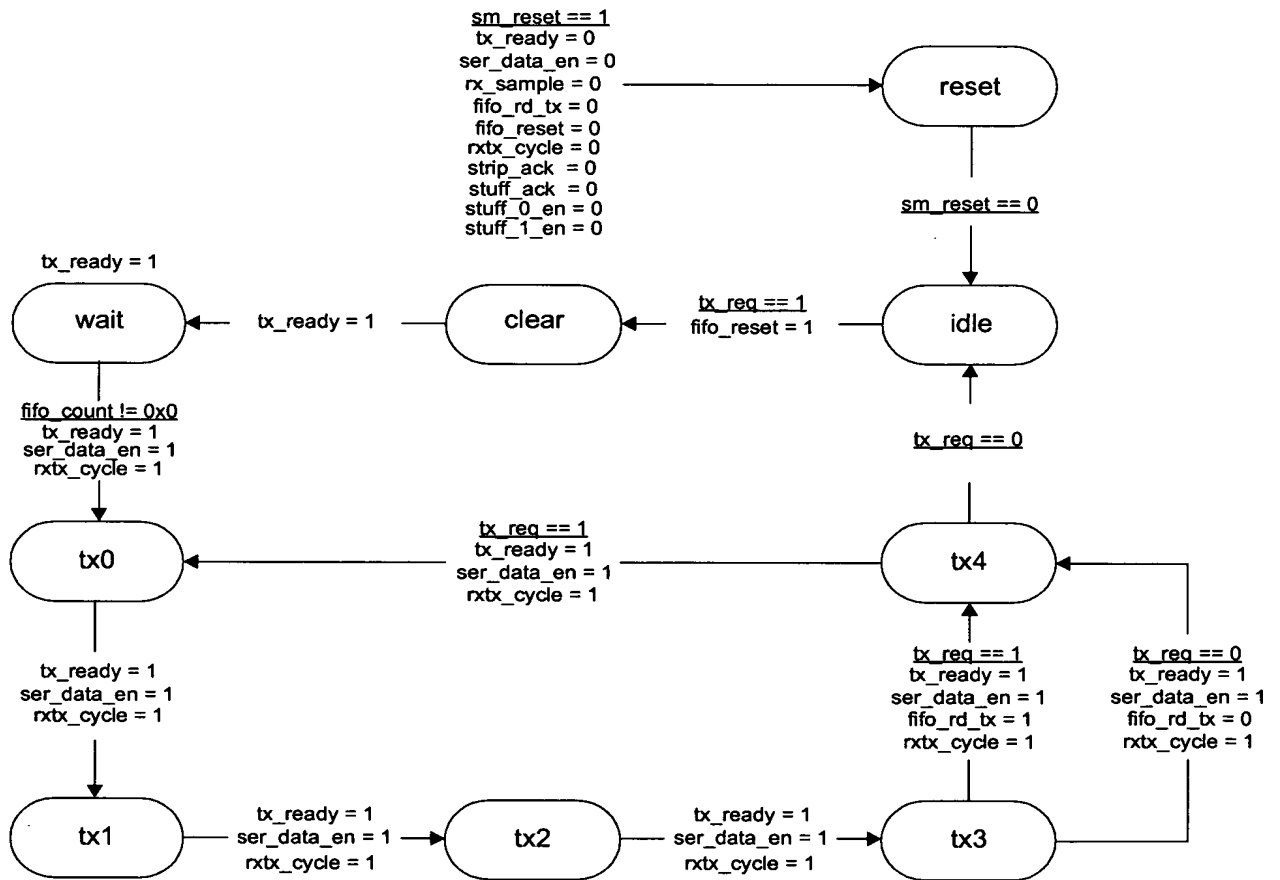 sm_reset == 1
tx_ready = 0
ser_data_en = 0
rx_sample = 0
fifo_rd_tx = 0
fifo_reset = 0
rxtx_cycle = 0
strip_ack = 0
stuff_ack = 0
stuff_0_en = 0
stuff_1_en = 0
reset
sm_reset == 0
tx_ready = 1
wait
tx_ready = 1
clear
tx_req == 1
fifo_reset = 1
idle
fifo_count != 0x0
tx_ready = 1
ser_data_en = 1
rxtx_cycle = 1
tx_req == 0
tx0
tx_req == 1
tx_ready = 1
ser_data_en = 1
rxtx_cycle = 1
tx4
tx_ready = 1
ser_data_en = 1
rxtx_cycle = 1
tx_req == 1
tx_ready = 1
ser_data_en = 1
fifo_rd_tx = 1
rxtx_cycle = 1
tx_req == 0
tx_ready = 1
ser_data_en = 1
fifo_rd_tx = 0
rxtx_cycle = 1
tx1
tx_ready = 1
ser_data_en = 1
rxtx_cycle = 1
tx2
tx_ready = 1
ser_data_en = 1
rxtx_cycle = 1
tx3